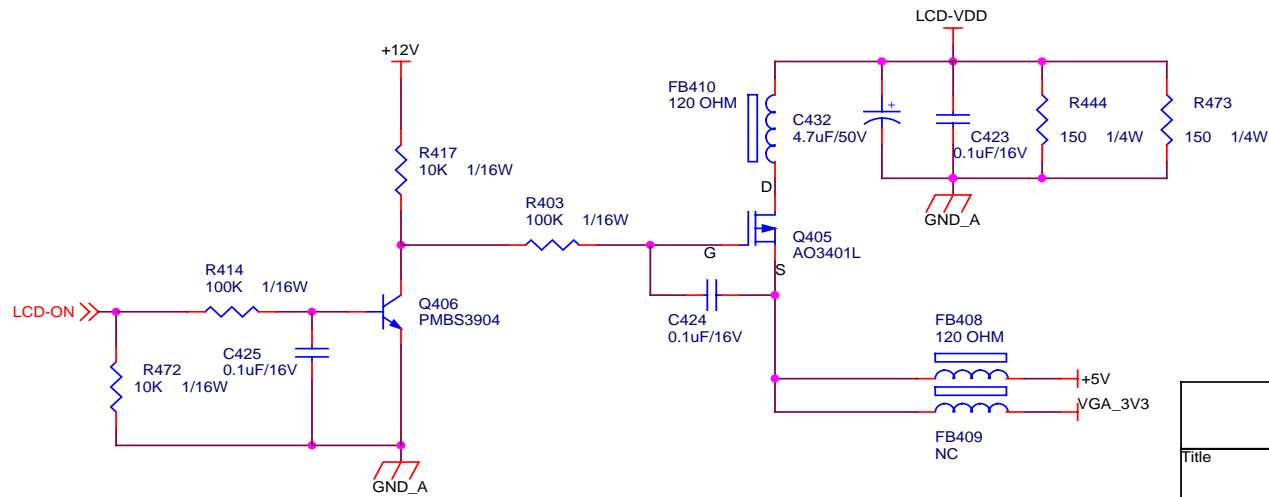 LCD-VDD
+12V
FB410
120 OHM
C432
4.7uF/50V
+
C423
0.1uF/16V
R444
150 1/4W
R473
150 1/4W
R417
10K 1/16W
D
GND_A
R403
100K 1/16W
G
Q405
AO3401L
S
R414
100K 1/16W
LCD-ON
Q406
PMBS3904
C424
0.1uF/16V
FB408
120 OHM
C425
0.1uF/16V
R472
10K 1/16W
+5V
VGA_3V3
FB409
NC
Title
GND_A